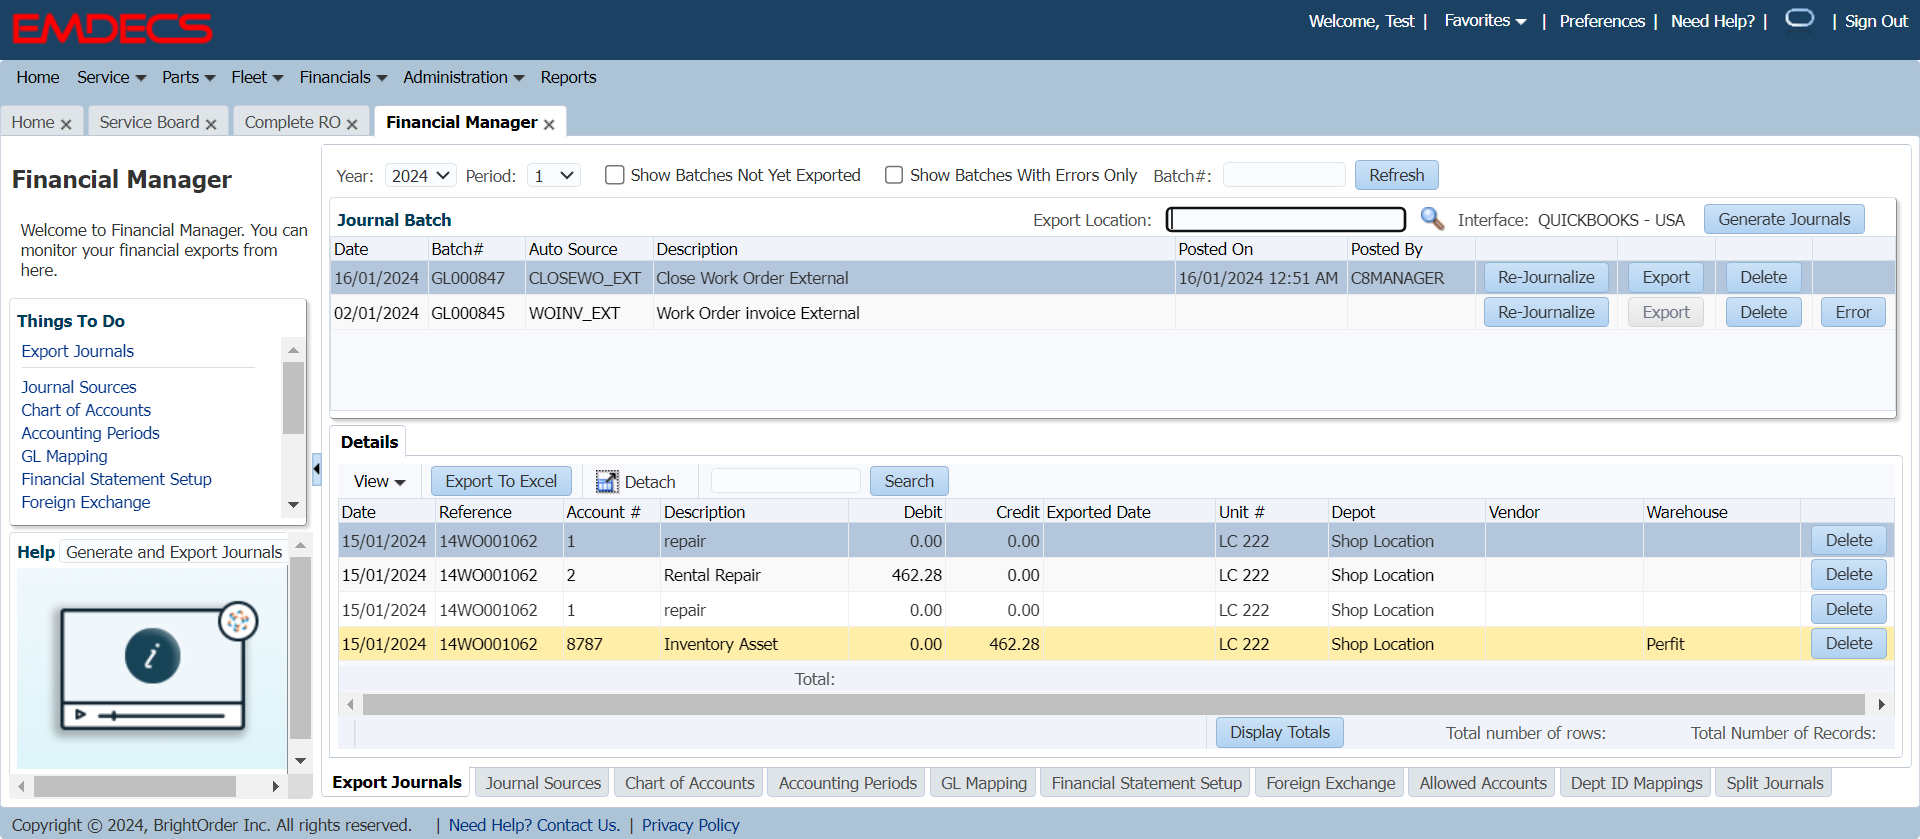 EMDECS
Welcome, Test | Favorites | Preferences | Need Help? | | Sign Out
Home Service Parts Fleet Financials Administration Reports
Home Service Board Complete RO Financial Manager
Financial Manager
Welcome to Financial Manager. You can
monitor your financial exports from
here.
Things To Do
Export Journals
Journal Sources
Chart of Accounts
Accounting Periods
GL Mapping
Financial Statement Setup
Foreign Exchange
Help Generate and Export Journals
i
Year: 2024 Period: 1 Show Batches Not Yet Exported Show Batches With Errors Only Batch#: Refresh
Journal Batch Export Location: Interface: QUICKBOOKS - USA Generate Journals
Date Batch# Auto Source Description Posted On Posted By
16/01/2024 GL000847 CLOSEWO_EXT Close Work Order External 16/01/2024 12:51 AM C8MANAGER Re-Journalize Export Delete
02/01/2024 GL000845 WOINV_EXT Work Order invoice External Re-Journalize Export Delete Error
Details
View Export To Excel Detach Search
Date Reference Account # Description Debit Credit Exported Date Unit # Depot Vendor Warehouse
15/01/2024 14WO001062 1 repair 0.00 0.00 LC 222 Shop Location Delete
15/01/2024 14WO001062 2 Rental Repair 462.28 0.00 LC 222 Shop Location Delete
15/01/2024 14WO001062 1 repair 0.00 0.00 LC 222 Shop Location Delete
15/01/2024 14WO001062 8787 Inventory Asset 0.00 462.28 LC 222 Shop Location Perfit Delete
Total:
Display Totals Total number of rows: Total Number of Records:
Export Journals Journal Sources Chart of Accounts Accounting Periods GL Mapping Financial Statement Setup Foreign Exchange Allowed Accounts Dept ID Mappings Split Journals
Copyright © 2024, BrightOrder Inc. All rights reserved. | Need Help? Contact Us. | Privacy Policy